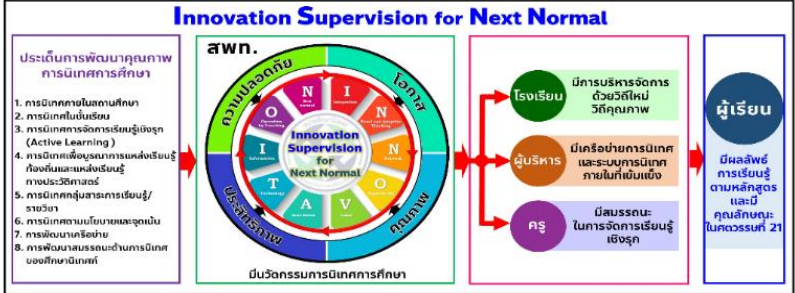 Innovation Supervision for Next Normal
ประเด็นการพัฒนาคุณภาพ
การนิเทศการศึกษา
1. การนิเทศภายในสถานศึกษา
2. การนิเทศในชั้นเรียน
3. การนิเทศการจัดการเรียนรู้เชิงรุก
(Active Learning)
4. การนิเทศเพื่อบูรณาการแหล่งเรียนรู้
ท้องถิ่นและแหล่งเรียนรู้
ทางประวัติศาสตร์
5. การนิเทศกลุ่มสาระการเรียนรู้/
รายวิชา
6. การนิเทศตามนโยบายและจุดเน้น
7. การพัฒนาเครือข่าย
8. การพัฒนาสมรรถนะด้านการนิเทศ
ของศึกษานิเทศก์
สพท.
ความปลอดภัย
โอกาส
คุณภาพ
ประสิทธิภาพ
I
N
N
O
V
A
T
I
O
N
Innovation
Supervision
for
Next Normal
มีนวัตกรรมการนิเทศการศึกษา
โรงเรียน
มีการบริหารจัดการ
ด้วยวิถีใหม่
วิถีคุณภาพ
ผู้บริหาร
มีเครือข่ายการนิเทศ
และระบบการนิเทศ
ภายในที่เข้มแข็ง
ครู
มีสมรรถนะ
ในการจัดการเรียนรู้
เชิงรุก
ผู้เรียน
มีผลลัพธ์
การเรียนรู้
ตามหลักสูตร
และมี
คุณลักษณะ
ในศตวรรษที่ 21